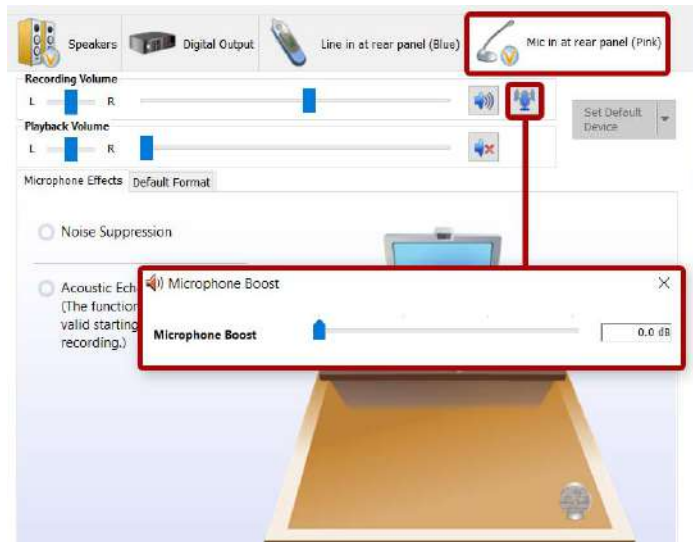 Speakers
Digital Output
Line in at rear panel (Blue)
Mic in at rear panel (Pink)
Recording Volume
L
R
Set Default
Device
Playback Volume
L
R
Microphone Effects
Default Format
Noise Suppression
Acoustic Ech
(The function
valid starting
recording.)
Microphone Boost
Microphone Boost
0.0 dB